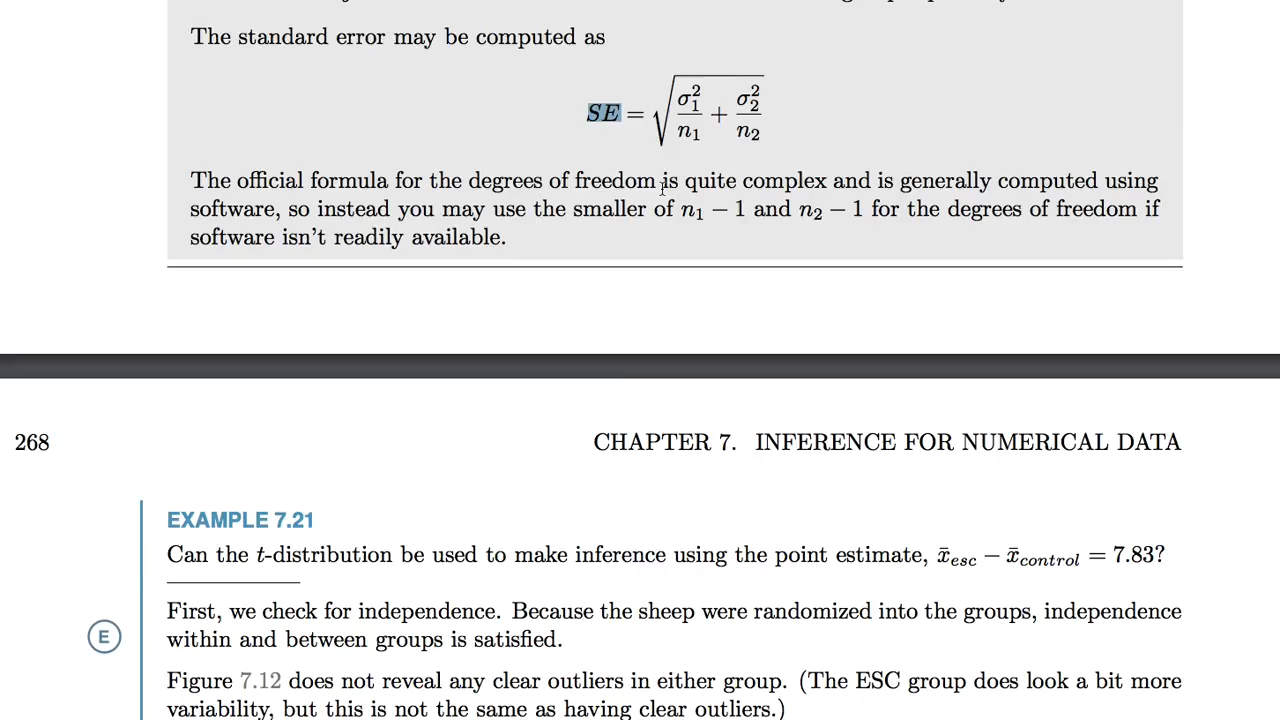 The standard error may be computed as
SE = √(σ₁²/n₁ + σ₂²/n₂)
The official formula for the degrees of freedom is quite complex and is generally computed using
software, so instead you may use the smaller of n₁ − 1 and n₂ − 1 for the degrees of freedom if
software isn't readily available.
268
CHAPTER 7. INFERENCE FOR NUMERICAL DATA
EXAMPLE 7.21
Can the t-distribution be used to make inference using the point estimate, x̄esc − x̄control = 7.83?
E
First, we check for independence. Because the sheep were randomized into the groups, independence
within and between groups is satisfied.
Figure 7.12 does not reveal any clear outliers in either group. (The ESC group does look a bit more
variability, but this is not the same as having clear outliers.)